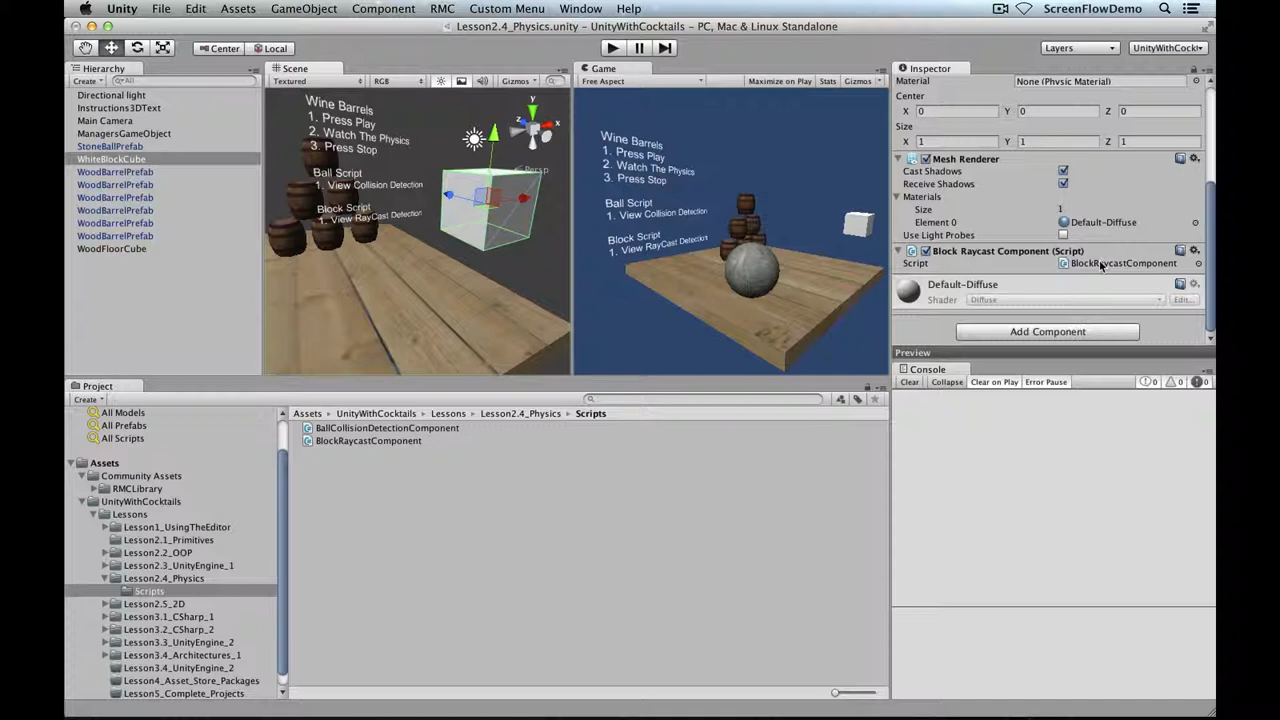 Unity File Edit Assets GameObject Component RMC Custom Menu Window Help ScreenFlowDemo
Lesson2.4_Physics.unity - UnityWithCocktails - PC, Mac & Linux Standalone
Center Local Layers UnityWithCockt
Hierarchy
Create All
Directional light
Instructions3DText
Main Camera
ManagersGameObject
StoneBallPrefab
WhiteBlockCube
WoodBarrelPrefab
WoodBarrelPrefab
WoodBarrelPrefab
WoodBarrelPrefab
WoodBarrelPrefab
WoodBarrelPrefab
WoodFloorCube
Scene
Textured RGB Gizmos
y
z
x
Persp
Wine Barrels
1. Press Play
2. Watch The Physics
3. Press Stop
Ball Script
1. View Collision Detection
Block Script
1. View RayCast Detection
Game
Free Aspect Maximize on Play Stats Gizmos
Wine Barrels
1. Press Play
2. Watch The Physics
3. Press Stop
Ball Script
1. View Collision Detection
Block Script
1. View RayCast Detection
Inspector
Material None (Physic Material)
Center
X 0 Y 0 Z 0
Size
X 1 Y 1 Z 1
Mesh Renderer
Cast Shadows
Receive Shadows
Materials
Size 1
Element 0 Default-Diffuse
Use Light Probes
Block Raycast Component (Script)
Script BlockRaycastComponent
Default-Diffuse
Shader Diffuse Edit...
Add Component
Preview
Console
Clear Collapse Clear on Play Error Pause 0 0 0
Project
Create
All Models
All Prefabs
All Scripts
Assets
Community Assets
RMCLibrary
UnityWithCocktails
Lessons
Lesson1_UsingTheEditor
Lesson2.1_Primitives
Lesson2.2_OOP
Lesson2.3_UnityEngine_1
Lesson2.4_Physics
Scripts
Lesson2.5_2D
Lesson3.1_CSharp_1
Lesson3.2_CSharp_2
Lesson3.3_UnityEngine_2
Lesson3.4_Architectures_1
Lesson3.4_UnityEngine_2
Lesson4_Asset_Store_Packages
Lesson5_Complete_Projects
Assets UnityWithCocktails Lessons Lesson2.4_Physics Scripts
BallCollisionDetectionComponent
BlockRaycastComponent